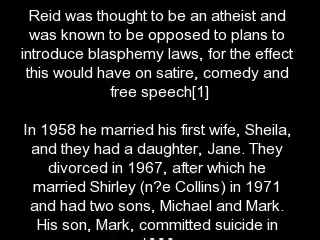 Reid was thought to be an atheist and
was known to be opposed to plans to
introduce blasphemy laws, for the effect
this would have on satire, comedy and
free speech[1]
In 1958 he married his first wife, Sheila,
and they had a daughter, Jane. They
divorced in 1967, after which he
married Shirley (n?e Collins) in 1971
and had two sons, Michael and Mark.
His son, Mark, committed suicide in